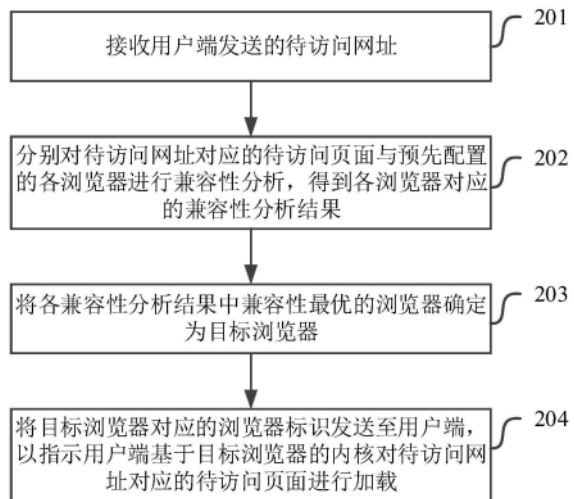 接收用户端发送的待访问网址
201
分别对待访问网址对应的待访问页面与预先配置
的各浏览器进行兼容性分析，得到各浏览器对应
的兼容性分析结果
202
将各兼容性分析结果中兼容性最优的浏览器确定
为目标浏览器
203
将目标浏览器对应的浏览器标识发送至用户端，
以指示用户端基于目标浏览器的内核对待访问网
址对应的待访问页面进行加载
204